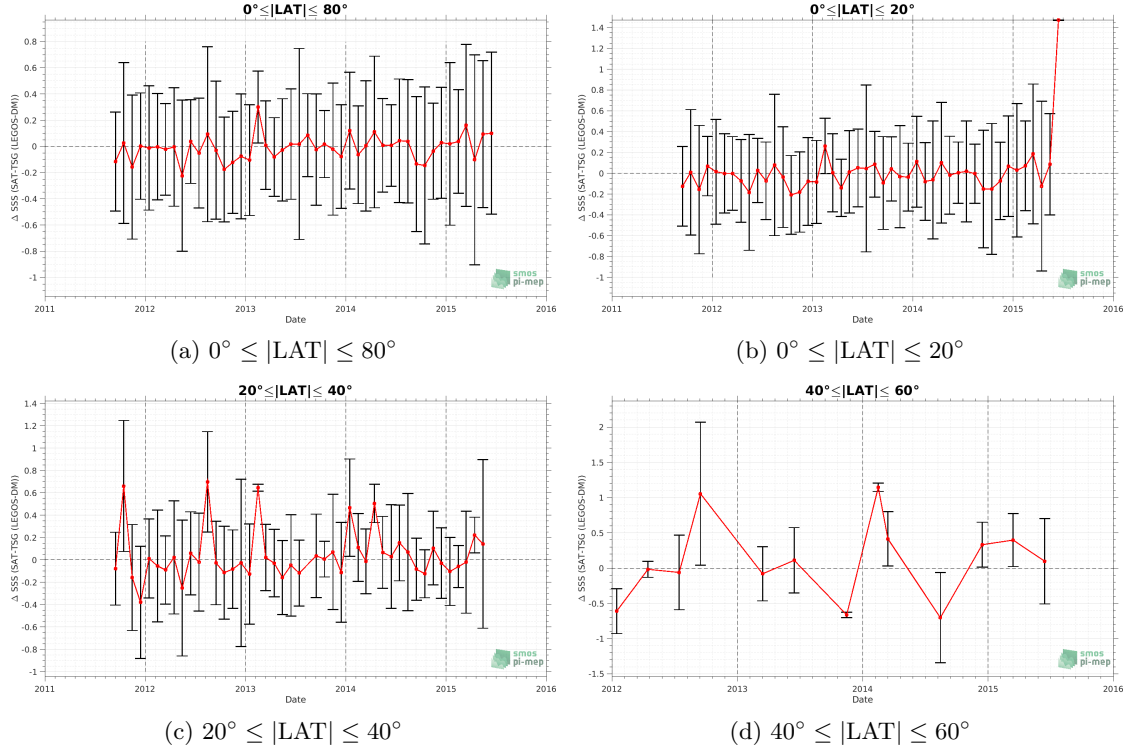 0°≤|LAT|≤ 80°
0.8
0.6
0.4
0.2
0
-0.2
-0.4
-0.6
-0.8
-1
Δ SSS (SAT-TSG (LEGOS-DM))
2011
2012
2013
2014
2015
2016
Date
smos
pi-mep
(a) 0° ≤ |LAT| ≤ 80°
0°≤|LAT|≤ 20°
1.4
1.2
1
0.8
0.6
0.4
0.2
0
-0.2
-0.4
-0.6
-0.8
-1
Δ SSS (SAT-TSG (LEGOS-DM))
2011
2012
2013
2014
2015
2016
Date
smos
pi-mep
(b) 0° ≤ |LAT| ≤ 20°
20°≤|LAT|≤ 40°
1.4
1.2
1
0.8
0.6
0.4
0.2
0
-0.2
-0.4
-0.6
-0.8
-1
Δ SSS (SAT-TSG (LEGOS-DM))
2011
2012
2013
2014
2015
2016
Date
smos
pi-mep
(c) 20° ≤ |LAT| ≤ 40°
40°≤|LAT|≤ 60°
2
1.5
1
0.5
0
-0.5
-1
-1.5
Δ SSS (SAT-TSG (LEGOS-DM))
2012
2013
2014
2015
2016
Date
smos
pi-mep
(d) 40° ≤ |LAT| ≤ 60°